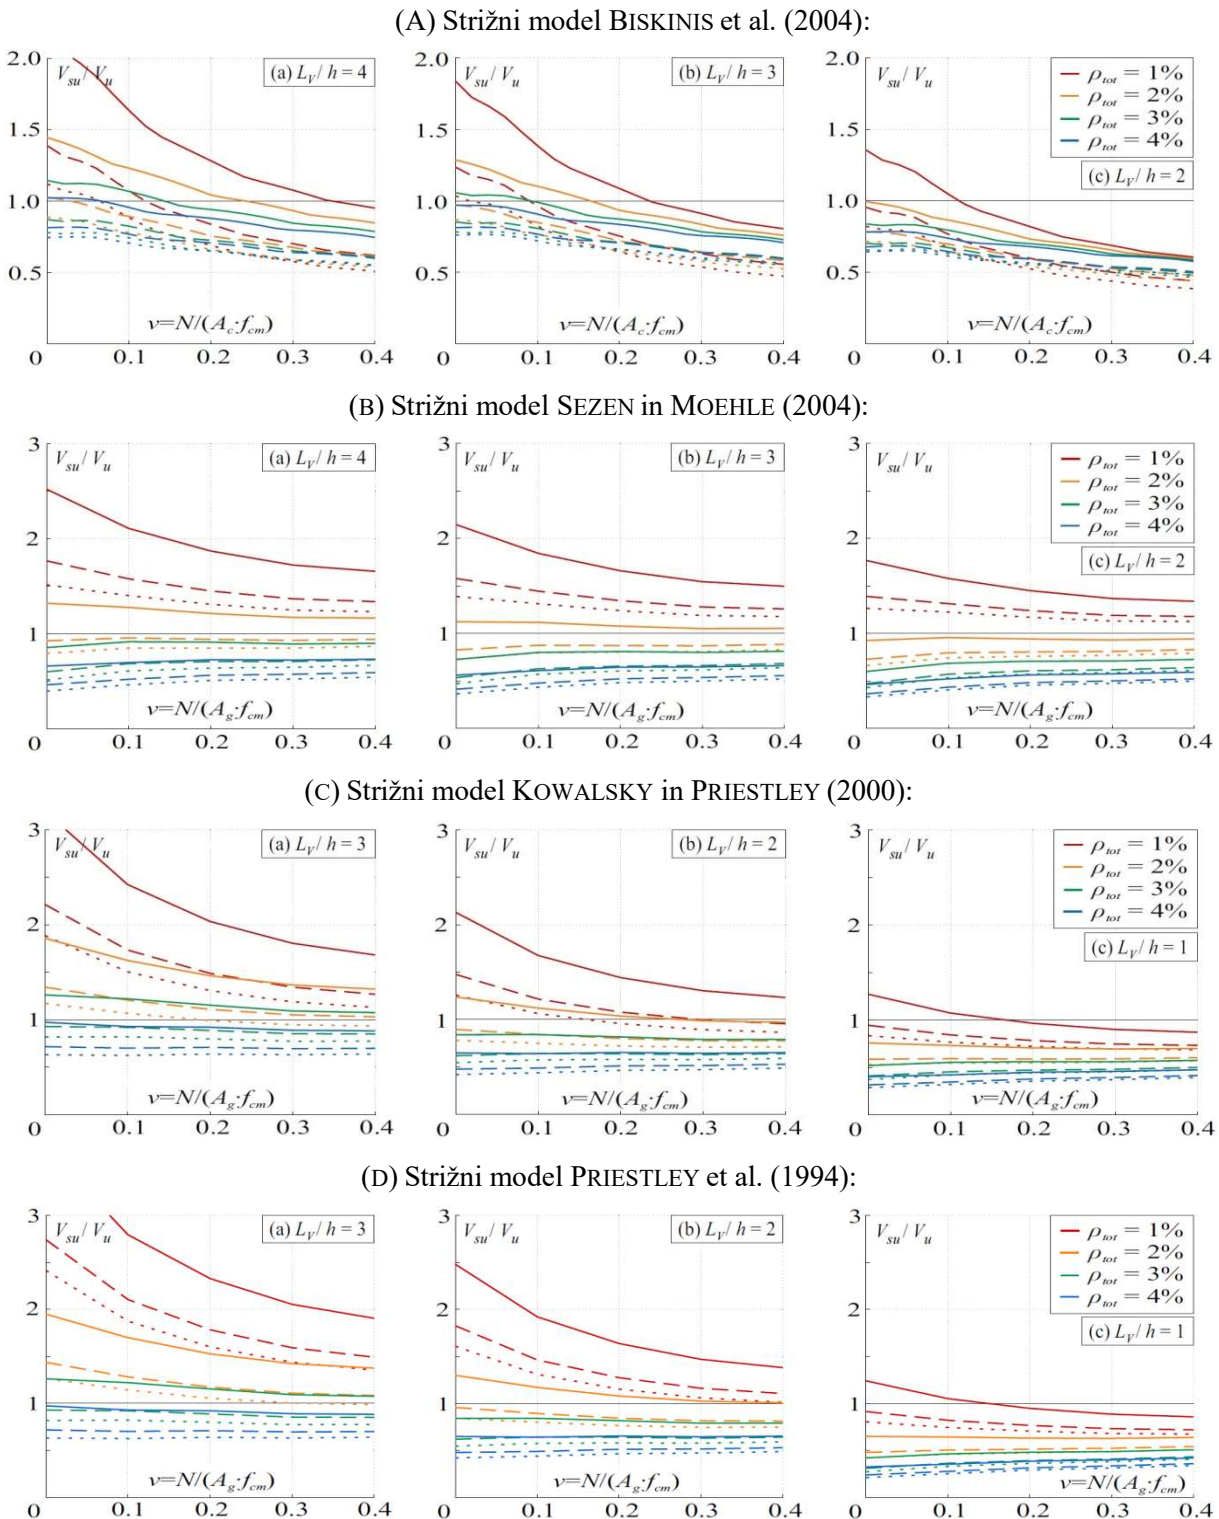 (A) Strižni model BISKINIS et al. (2004):
2.0 V_su / V_u (a) L_V / h = 4
1.5
1.0
0.5
ν=N/(A_c·f_cm)
0 0.1 0.2 0.3 0.4
2.0 V_su / V_u (b) L_V / h = 3
1.5
1.0
0.5
ν=N/(A_c·f_cm)
0 0.1 0.2 0.3 0.4
2.0 V_su / V_u
ρ_tot = 1%
ρ_tot = 2%
1.5
ρ_tot = 3%
ρ_tot = 4%
(c) L_V / h = 2
1.0
0.5
ν=N/(A_c·f_cm)
0 0.1 0.2 0.3 0.4
(B) Strižni model SEZEN in MOEHLE (2004):
3 V_su / V_u (a) L_V / h = 4
2
1
ν=N/(A_g·f_cm)
0 0.1 0.2 0.3 0.4
3 V_su / V_u (b) L_V / h = 3
2
1
ν=N/(A_g·f_cm)
0 0.1 0.2 0.3 0.4
3 V_su / V_u
ρ_tot = 1%
ρ_tot = 2%
ρ_tot = 3%
ρ_tot = 4%
2
(c) L_V / h = 2
1
ν=N/(A_g·f_cm)
0 0.1 0.2 0.3 0.4
(C) Strižni model KOWALSKY in PRIESTLEY (2000):
3 V_su / V_u (a) L_V / h = 3
2
1
ν=N/(A_g·f_cm)
0 0.1 0.2 0.3 0.4
3 V_su / V_u (b) L_V / h = 2
2
1
ν=N/(A_g·f_cm)
0 0.1 0.2 0.3 0.4
3 V_su / V_u
ρ_tot = 1%
ρ_tot = 2%
ρ_tot = 3%
ρ_tot = 4%
2
(c) L_V / h = 1
1
ν=N/(A_g·f_cm)
0 0.1 0.2 0.3 0.4
(D) Strižni model PRIESTLEY et al. (1994):
3 V_su / V_u (a) L_V / h = 3
2
1
ν=N/(A_g·f_cm)
0 0.1 0.2 0.3 0.4
3 V_su / V_u (b) L_V / h = 2
2
1
ν=N/(A_g·f_cm)
0 0.1 0.2 0.3 0.4
3 V_su / V_u
ρ_tot = 1%
ρ_tot = 2%
ρ_tot = 3%
ρ_tot = 4%
2
(c) L_V / h = 1
1
ν=N/(A_g·f_cm)
0 0.1 0.2 0.3 0.4